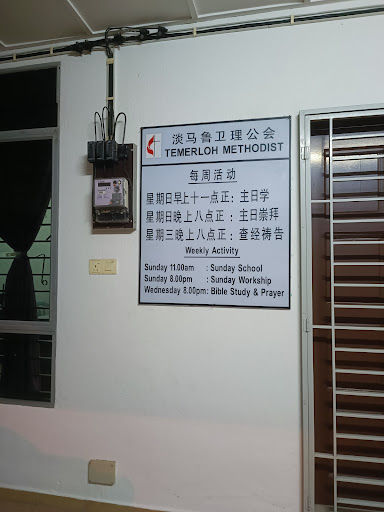 淡马鲁卫理公会
TEMERLOH METHODIST
每周活动
星期日早上十一点正: 主日学
星期日晚上八点正: 主日崇拜
星期三晚上八点正: 查经祷告
Weekly Activity
Sunday 11.00am : Sunday School
Sunday 8.00pm : Sunday Workship
Wednesday 8.00pm: Bible Study & Prayer